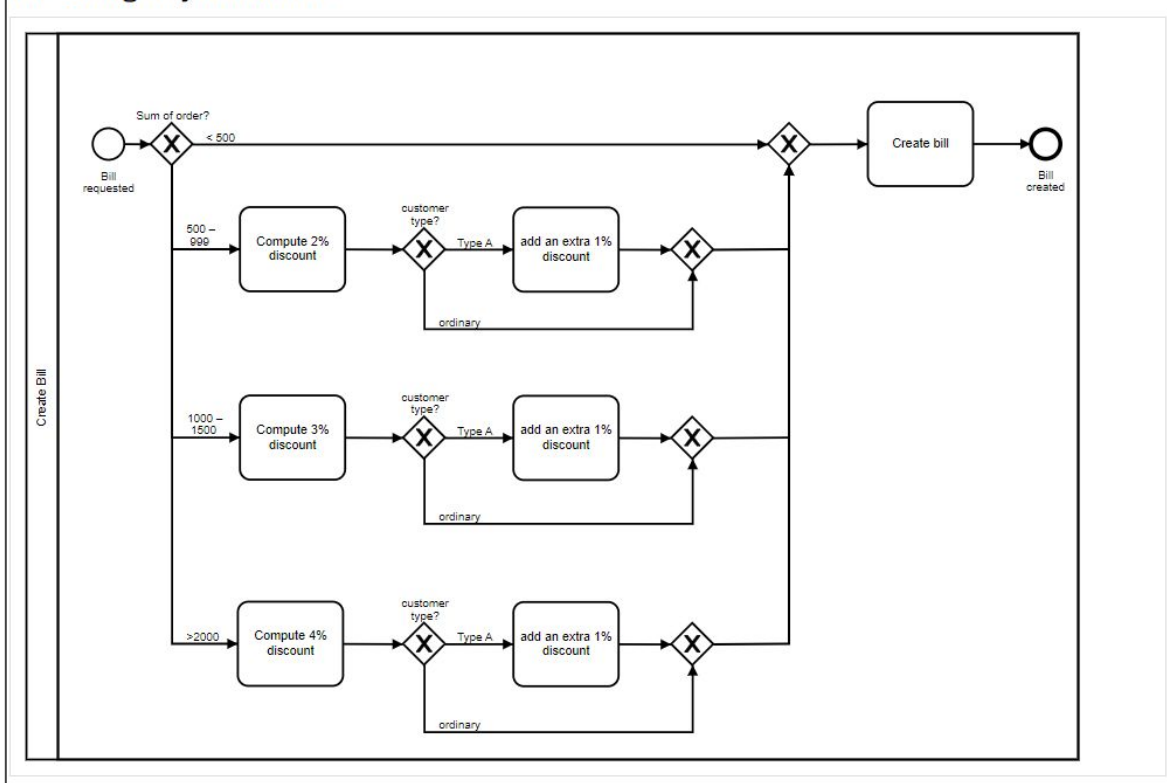 Sum of order?
< 500
Create bill
Bill
requested
Bill
created
customer
type?
500 –
999
Compute 2%
discount
Type A
add an extra 1%
discount
ordinary
Create Bill
customer
type?
1000 –
1500
Compute 3%
discount
Type A
add an extra 1%
discount
ordinary
customer
type?
>2000
Compute 4%
discount
Type A
add an extra 1%
discount
ordinary